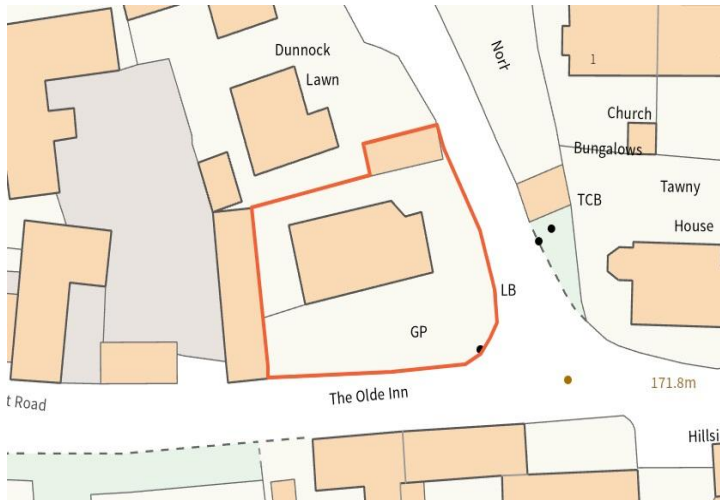 Dunnock
Lawn
Nort
1
Church
Bungalows
TCB
Tawny
House
LB
GP
171.8m
The Olde Inn
t Road
Hillsi